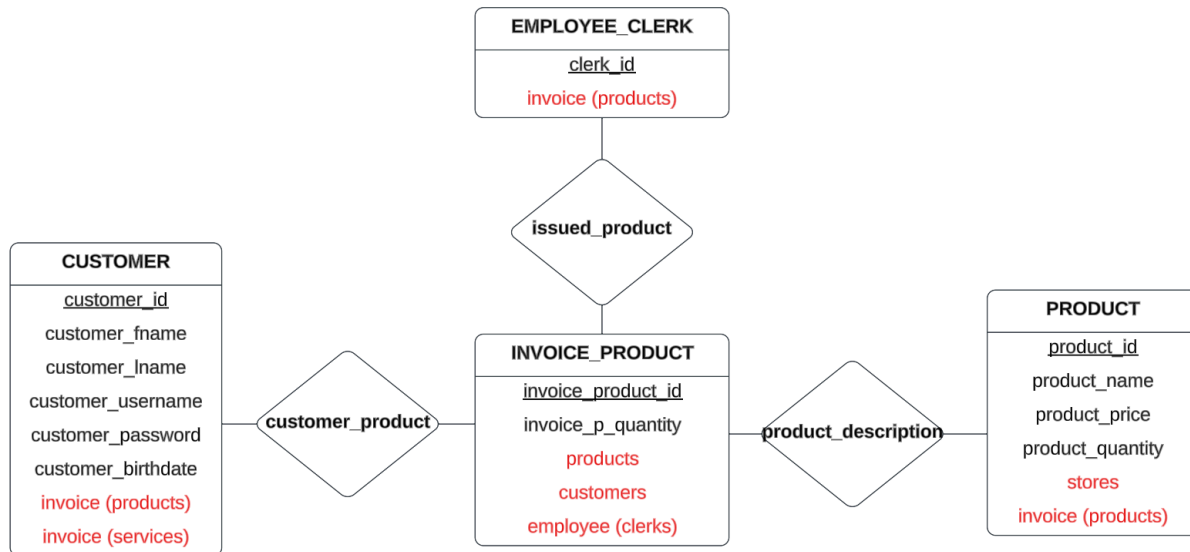 EMPLOYEE_CLERK
clerk_id
invoice (products)
issued_product
CUSTOMER
customer_id
customer_fname
customer_lname
customer_username
customer_password
customer_birthdate
invoice (products)
invoice (services)
customer_product
INVOICE_PRODUCT
invoice_product_id
invoice_p_quantity
products
customers
employee (clerks)
product_description
PRODUCT
product_id
product_name
product_price
product_quantity
stores
invoice (products)